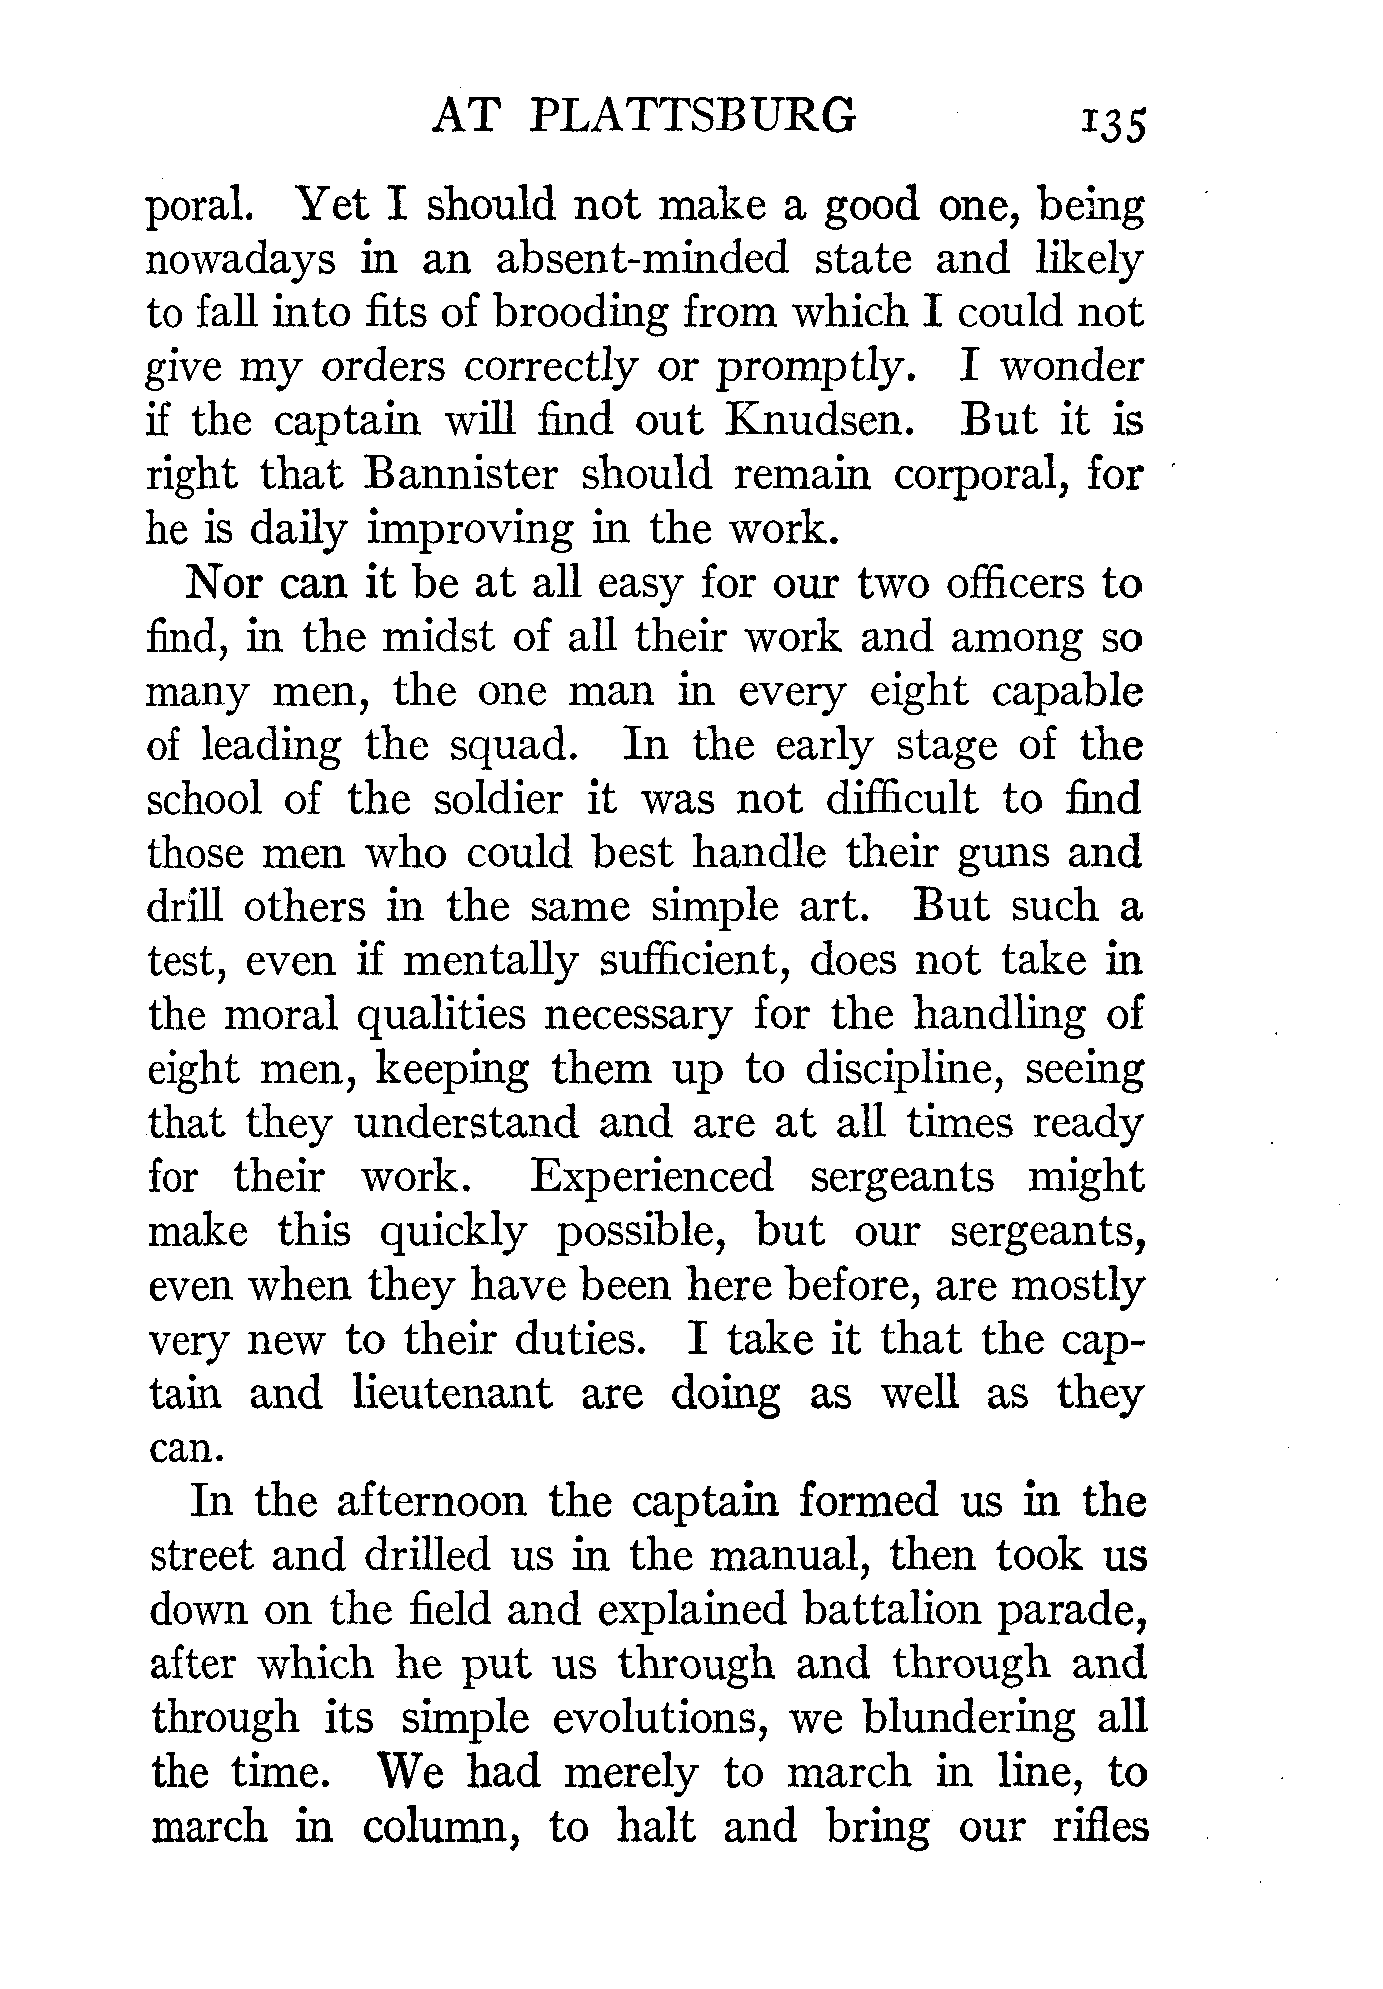 AT PLATTSBURG 135
poral. Yet I should not make a good one, being
nowadays in an absent-minded state and likely
to fall into fits of brooding from which I could not
give my orders correctly or promptly. I wonder
if the captain will find out Knudsen. But it is
right that Bannister should remain corporal, for
he is daily improving in the work.
Nor can it be at all easy for our two officers to
find, in the midst of all their work and among so
many men, the one man in every eight capable
of leading the squad. In the early stage of the
school of the soldier it was not difficult to find
those men who could best handle their guns and
drill others in the same simple art. But such a
test, even if mentally sufficient, does not take in
the moral qualities necessary for the handling of
eight men, keeping them up to discipline, seeing
that they understand and are at all times ready
for their work. Experienced sergeants might
make this quickly possible, but our sergeants,
even when they have been here before, are mostly
very new to their duties. I take it that the cap-
tain and lieutenant are doing as well as they
can.
In the afternoon the captain formed us in the
street and drilled us in the manual, then took us
down on the field and explained battalion parade,
after which he put us through and through and
through its simple evolutions, we blundering all
the time. We had merely to march in line, to
march in column, to halt and bring our rifles